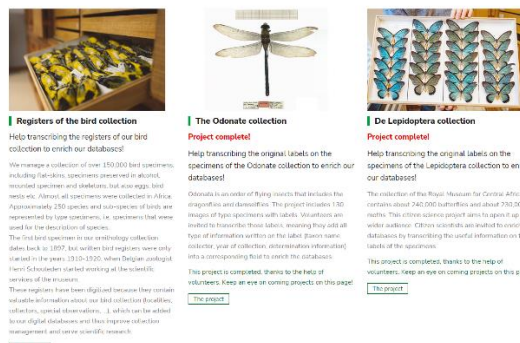 Registers of the bird collection
Help transcribing the registers of our bird
collection to enrich our databases!
We manage a collection of over 150,000 bird specimens,
including flat-skins, specimens preserved in alcohol,
mounted specimen and skeletons, but also eggs, bird
nests etc. Almost all specimens were collected in Africa.
Approximately 250 species and sub-species of birds are
represented by type specimens, i.e. specimens that were
used for the description of species.
The first bird specimen in our ornithology collection
dates back to 1897, but written bird registers were only
started in the years 1910-1920, when Belgian zoologist
Henri Schouteden started working at the scientific
services of the museum.
These registers have been digitized because they contain
valuable information about our bird collection (localities,
collectors, special observations, ...), which can be added
to our digital databases and thus improve collection
management and serve scientific research.
The Odonate collection
Project complete!
Help transcribing the original labels on the
specimens of the Odonate collection to enrich our
databases!
Odonata is an order of flying insects that includes the
dragonflies and damselflies. The project includes 130
images of type specimens with labels. Volunteers are
invited to transcribe those labels, meaning they add all
type of information written on the label (taxon name,
collector, year of collection, determination information)
into a corresponding field to enrich the databases.
This project is completed, thanks to the help of
volunteers. Keep an eye on coming projects on this page!
The project
De Lepidoptera collection
Project complete!
Help transcribing the original labels on the
specimens of the Lepidoptera collection to en
our databases!
The collection of the Royal Museum for Central Afric
contains about 240,000 butterflies and about 230,00
moths. This citizen science project aims to open it up
wider audience. Citizen scientists are invited to enrich
databases by transcribing the useful information on t
labels of the specimens.
This project is completed, thanks to the help of
volunteers. Keep an eye on coming projects on this p
The project